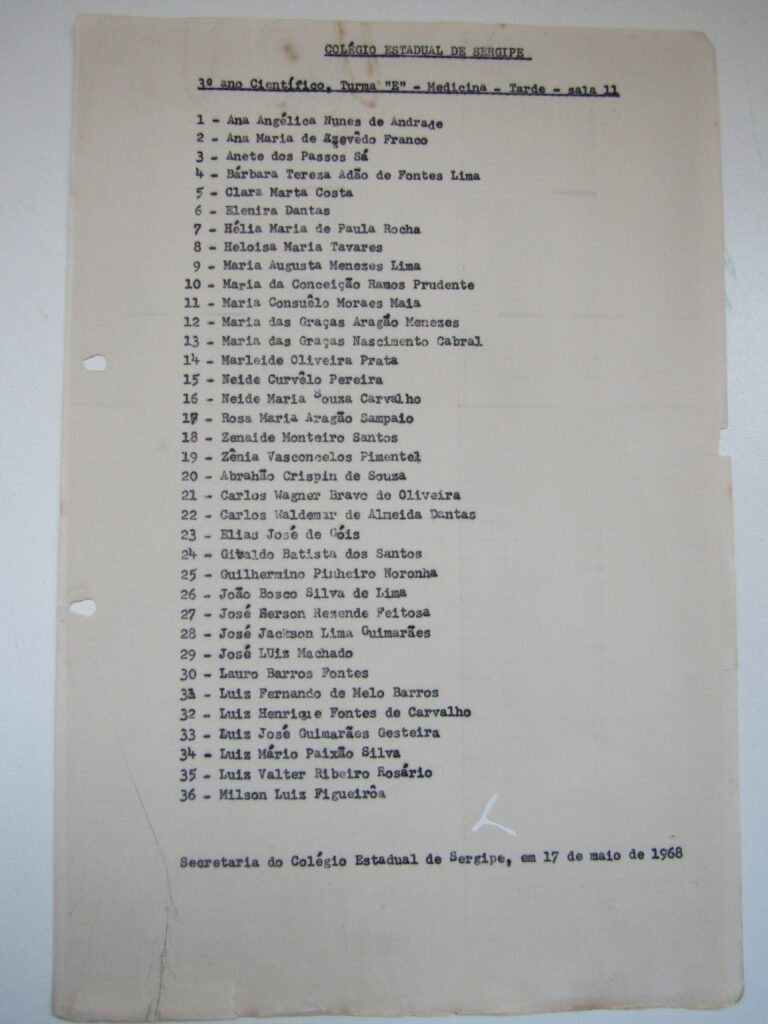 COLÉGIO ESTADUAL DE SERGIPE
3º ano Científico, Turma "E" - Medicina - Tarde - sala 11
1 - Ana Angélica Nunes de Andrade
2 - Ana Maria de Azevêdo Franco
3 - Anete dos Passos Sá
4 - Bárbara Tereza Adão de Fontes Lima
5 - Clara Marta Costa
6 - Elenira Dantas
7 - Hélia Maria de Paula Rocha
8 - Heloisa Maria Tavares
9 - Maria Augusta Menezes Lima
10 - Maria da Conceição Ramos Prudente
11 - Maria Consuêlo Moraes Maia
12 - Maria das Graças Aragão Menezes
13 - Maria das Graças Nascimento Cabral
14 - Marleide Oliveira Prata
15 - Neide Curvêlo Pereira
16 - Neide Maria Souza Carvalho
17 - Rosa Maria Aragão Sampaio
18 - Zenaide Monteiro Santos
19 - Zênia Vasconcelos Pimentel
20 - Abrahão Crispin de Souza
21 - Carlos Wagner Bravo de Oliveira
22 - Carlos Waldemar de Almeida Dantas
23 - Elias José de Góis
24 - Givaldo Batista dos Santos
25 - Guilhermino Pinheiro Noronha
26 - João Bosco Silva de Lima
27 - José Gerson Rezende Feitosa
28 - José Jackson Lima Guimarães
29 - José LUiz Machado
30 - Lauro Barros Fontes
31 - Luiz Fernando de Melo Barros
32 - Luiz Henrique Fontes de Carvalho
33 - Luiz José Guimarães Gesteira
34 - Luiz Mário Paixão Silva
35 - Luiz Valter Ribeiro Rosário
36 - Milson Luiz Figueirôa
Secretaria do Colégio Estadual de Sergipe, em 17 de maio de 1968